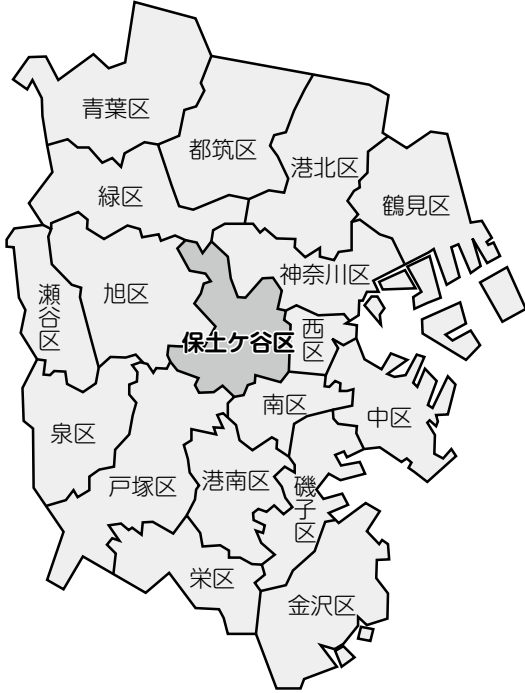 青葉区
都筑区
港北区
鶴見区
緑区
神奈川区
瀬谷区
旭区
保土ケ谷区
西区
南区
中区
泉区
戸塚区
港南区
磯子区
栄区
金沢区